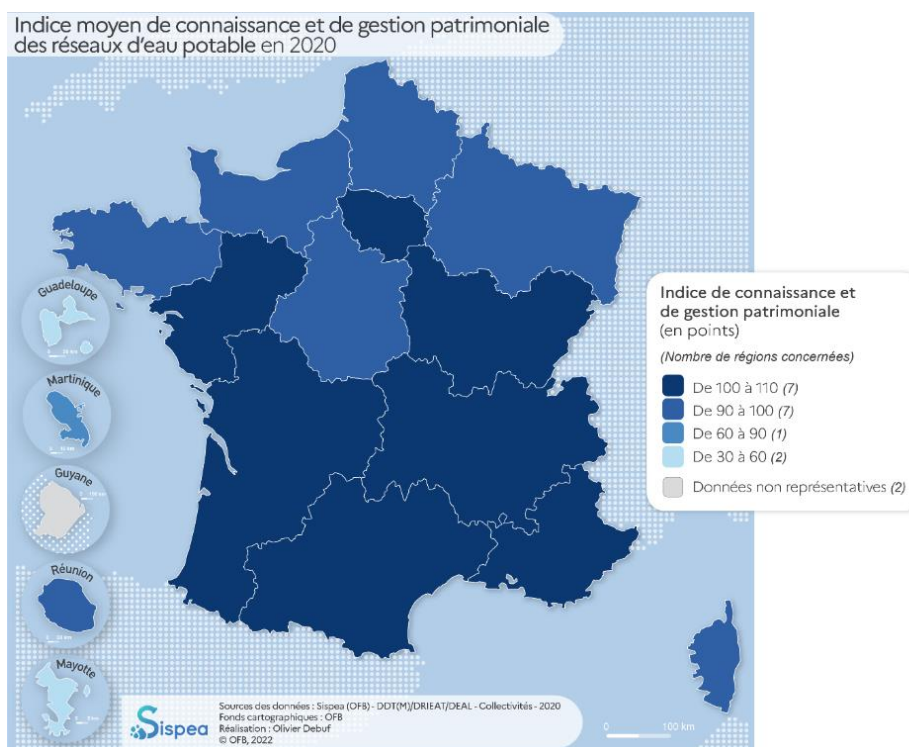 Indice moyen de connaissance et de gestion patrimoniale
des réseaux d'eau potable en 2020
Guadeloupe
Martinique
Guyane
Réunion
Mayotte
Indice de connaissance et
de gestion patrimoniale
(en points)
(Nombre de régions concernées)
De 100 à 110 (7)
De 90 à 100 (7)
De 60 à 90 (1)
De 30 à 60 (2)
Données non représentatives (2)
Sispea
Sources des données : Sispea (OFB) - DDT(M)/DRIEAT/DEAL - Collectivités - 2020
Fonds cartographiques : OFB
Réalisation : Olivier Debuf
© OFB, 2022
0 100 km